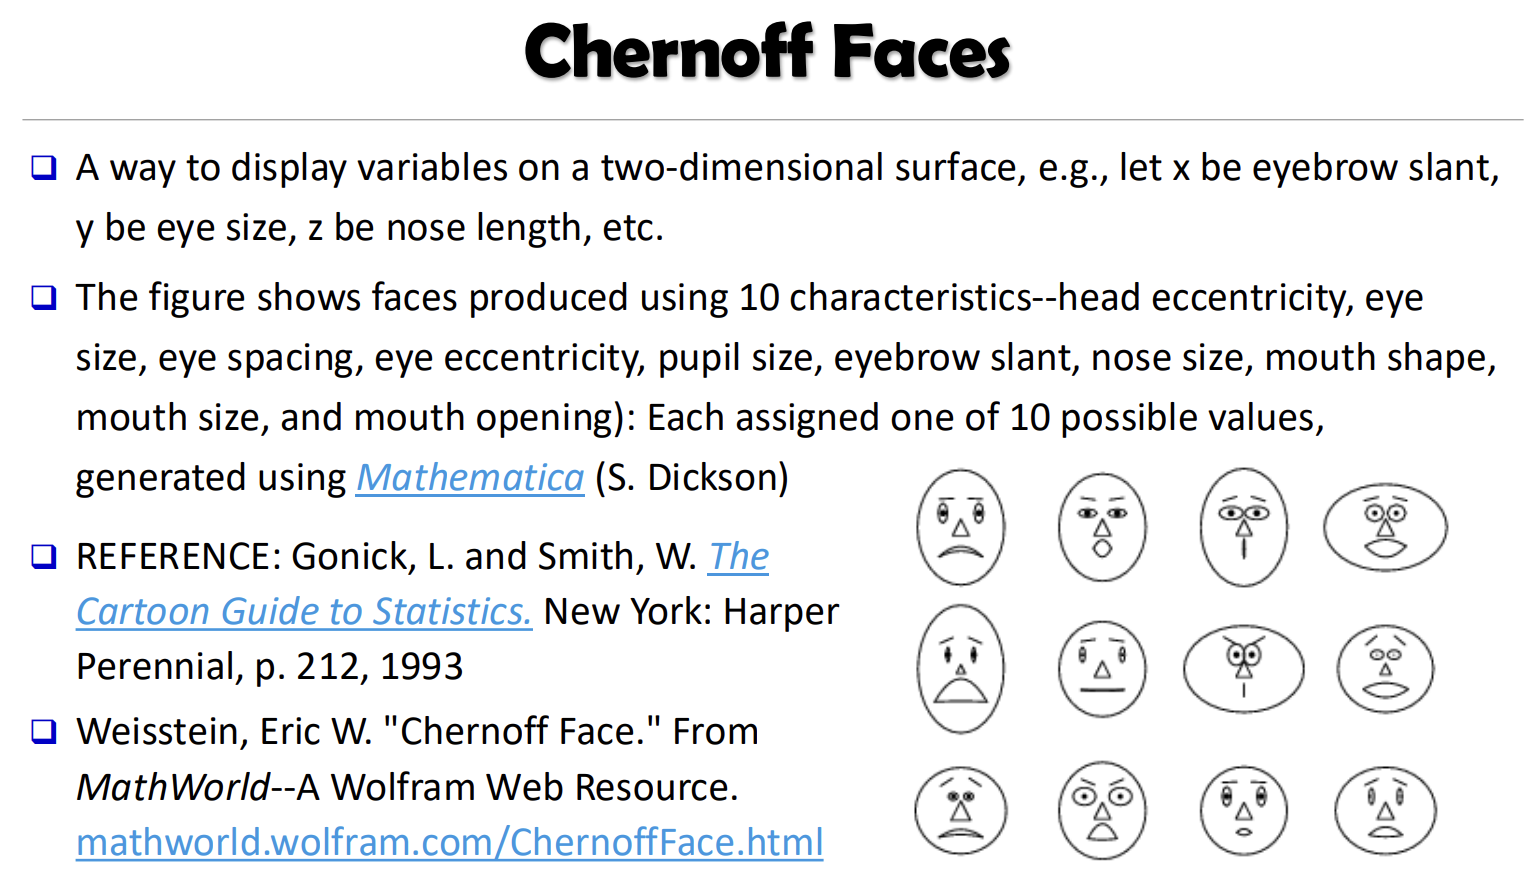 Chernoff Faces
A way to display variables on a two-dimensional surface, e.g., let x be eyebrow slant,
y be eye size, z be nose length, etc.
The figure shows faces produced using 10 characteristics--head eccentricity, eye
size, eye spacing, eye eccentricity, pupil size, eyebrow slant, nose size, mouth shape,
mouth size, and mouth opening): Each assigned one of 10 possible values,
generated using Mathematica (S. Dickson)
REFERENCE: Gonick, L. and Smith, W. The
Cartoon Guide to Statistics. New York: Harper
Perennial, p. 212, 1993
Weisstein, Eric W. "Chernoff Face." From
MathWorld--A Wolfram Web Resource.
mathworld.wolfram.com/ChernoffFace.html